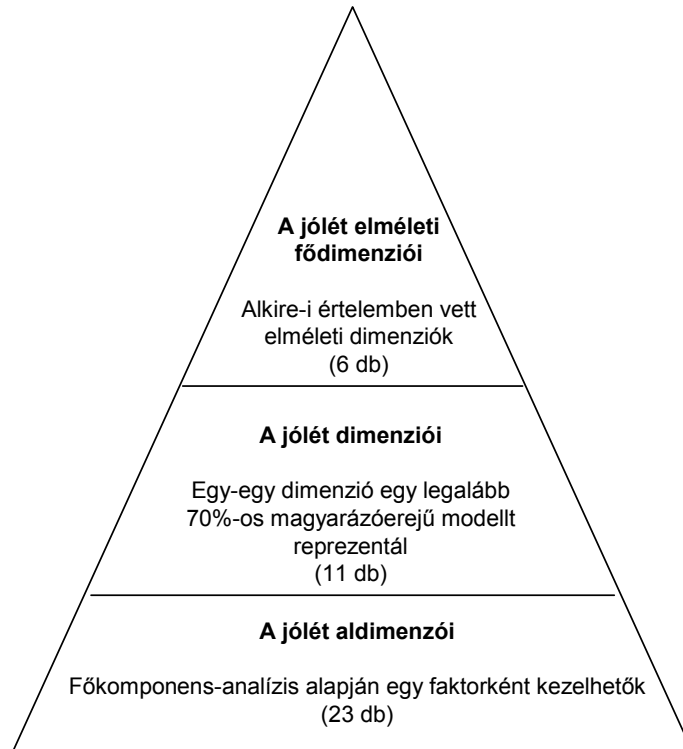 A jólét elméleti
fődimenziói
Alkire-i értelemben vett
elméleti dimenziók
(6 db)
A jólét dimenziói
Egy-egy dimenzió egy legalább
70%-os magyarázóerejű modellt
reprezentál
(11 db)
A jólét aldimenzói
Főkomponens-analízis alapján egy faktorként kezelhetők
(23 db)